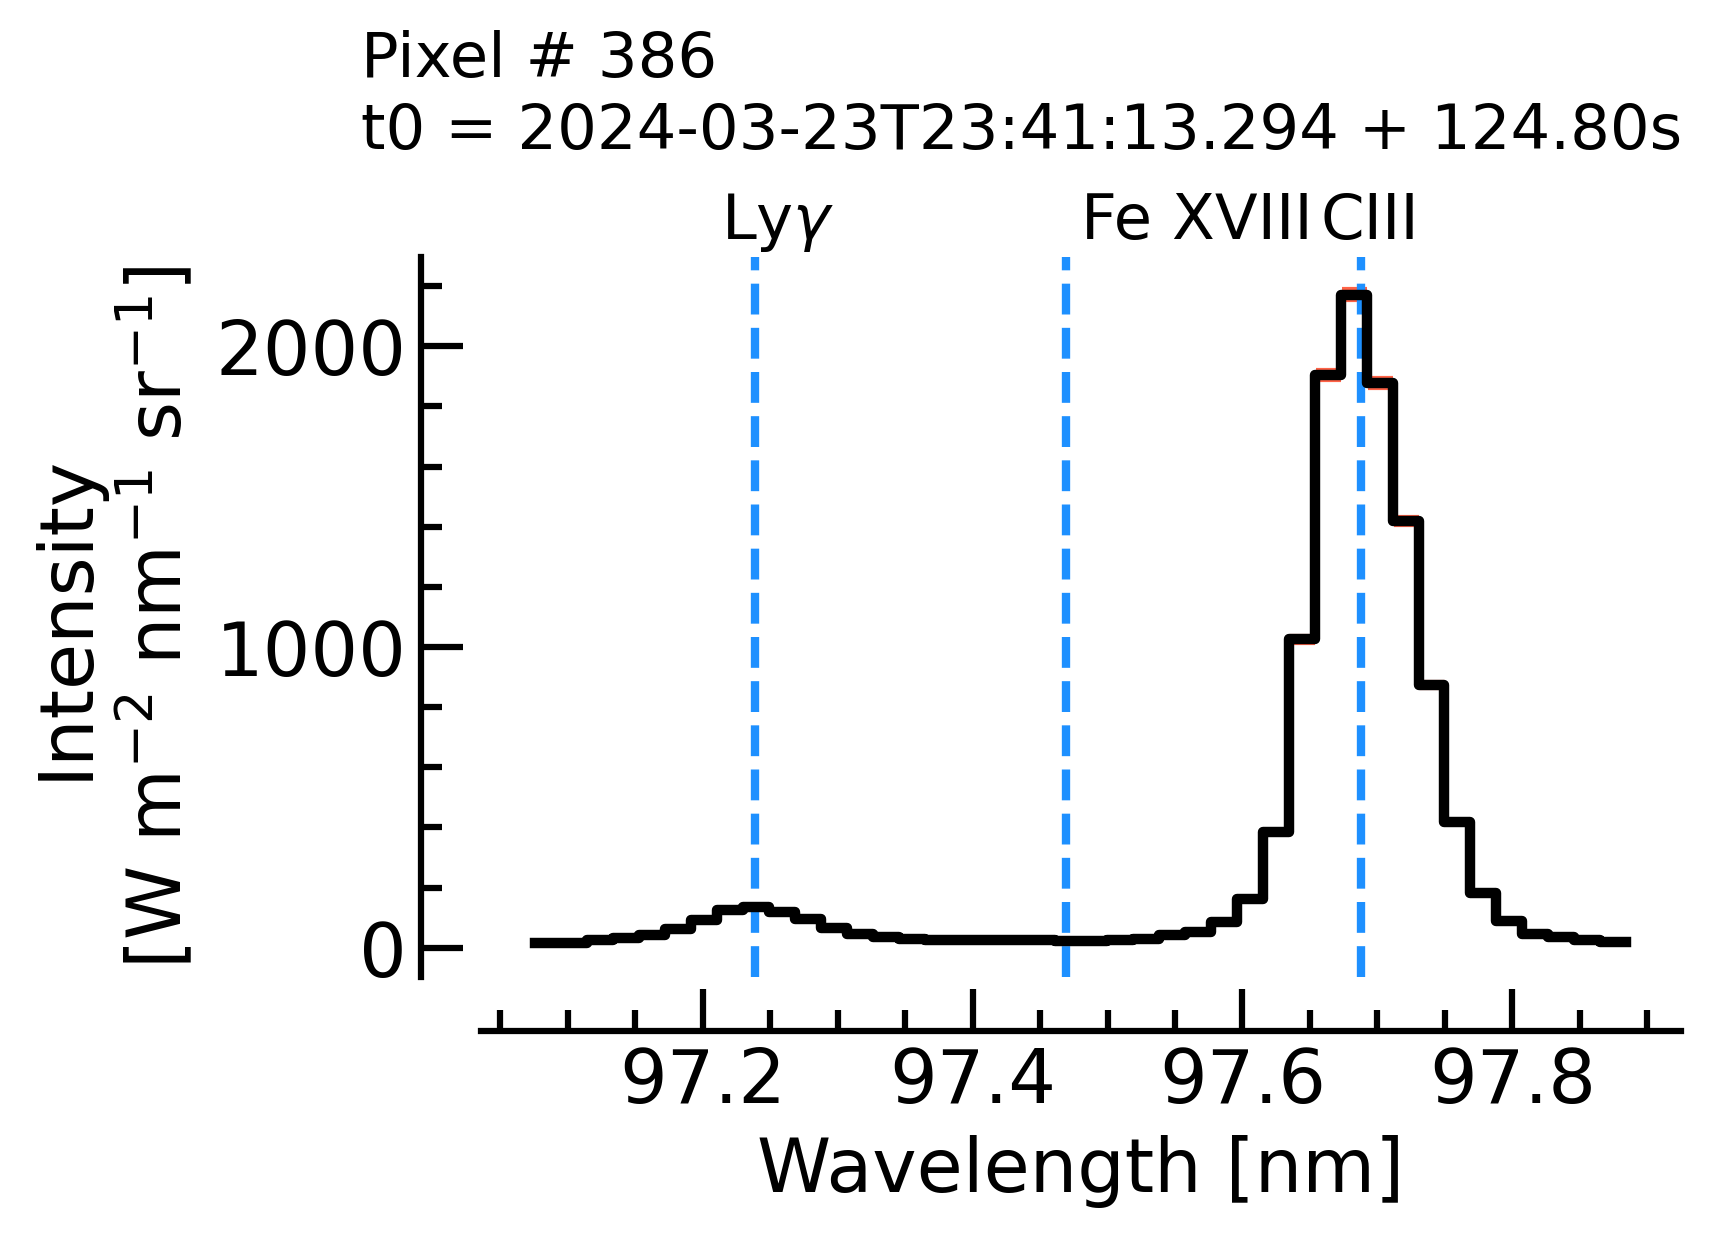 Pixel # 386
t0 = 2024-03-23T23:41:13.294 + 124.80s
Lyγ Fe XVIII CIII
Intensity
[W m⁻² nm⁻¹ sr⁻¹]
2000
1000
0
97.2 97.4 97.6 97.8
Wavelength [nm]